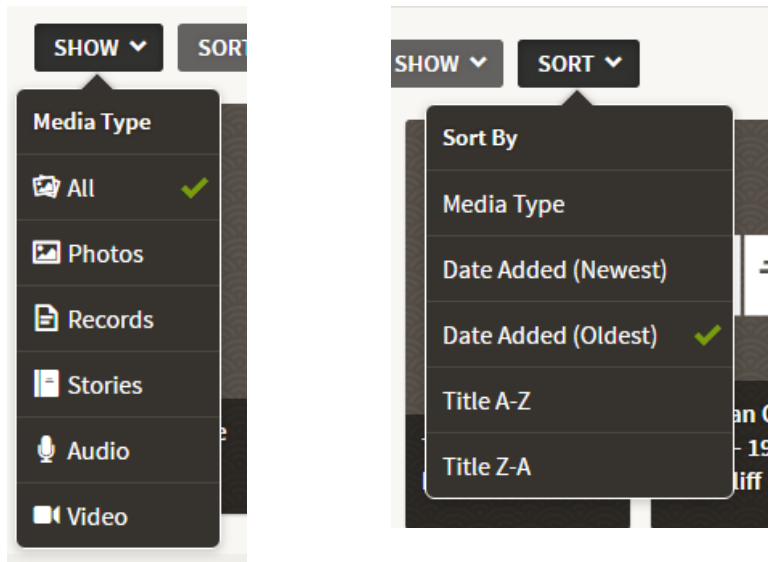 SHOW
SORT
Media Type
All
Photos
Records
Stories
Audio
Video
SHOW
SORT
Sort By
Media Type
Date Added (Newest)
Date Added (Oldest)
Title A-Z
Title Z-A
- 19